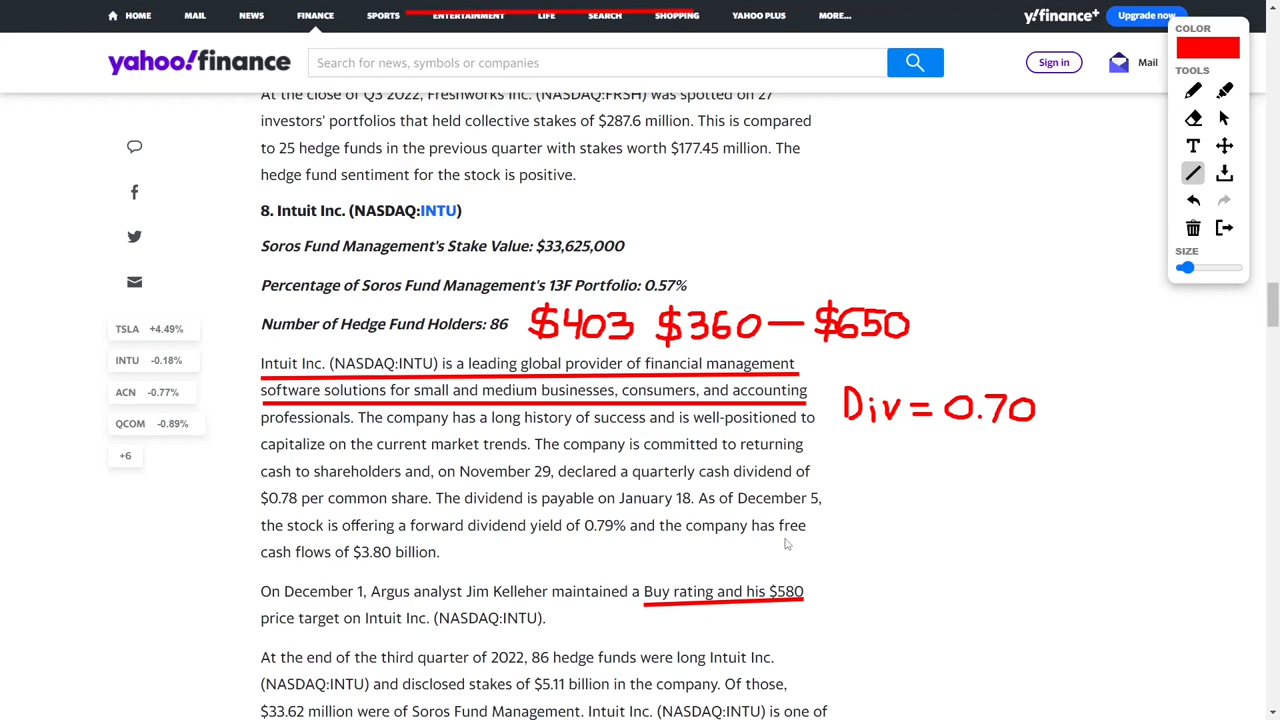 HOME MAIL NEWS FINANCE SPORTS ENTERTAINMENT LIFE SEARCH SHOPPING YAHOO PLUS MORE... y!finance+ Upgrade now
yahoo!finance Search for news, symbols or companies Sign in Mail
COLOR
TOOLS
T
SIZE
At the close of Q3 2022, Freshworks Inc. (NASDAQ:FRSH) was spotted on 27
investors' portfolios that held collective stakes of $287.6 million. This is compared
to 25 hedge funds in the previous quarter with stakes worth $177.45 million. The
hedge fund sentiment for the stock is positive.
8. Intuit Inc. (NASDAQ:INTU)
Soros Fund Management's Stake Value: $33,625,000
Percentage of Soros Fund Management's 13F Portfolio: 0.57%
Number of Hedge Fund Holders: 86 $403 $360 — $650
TSLA +4.49%
INTU -0.18%
ACN -0.77%
QCOM -0.89%
+6
Intuit Inc. (NASDAQ:INTU) is a leading global provider of financial management
software solutions for small and medium businesses, consumers, and accounting
professionals. The company has a long history of success and is well-positioned to
Div = 0.70
capitalize on the current market trends. The company is committed to returning
cash to shareholders and, on November 29, declared a quarterly cash dividend of
$0.78 per common share. The dividend is payable on January 18. As of December 5,
the stock is offering a forward dividend yield of 0.79% and the company has free
cash flows of $3.80 billion.
On December 1, Argus analyst Jim Kelleher maintained a Buy rating and his $580
price target on Intuit Inc. (NASDAQ:INTU).
At the end of the third quarter of 2022, 86 hedge funds were long Intuit Inc.
(NASDAQ:INTU) and disclosed stakes of $5.11 billion in the company. Of those,
$33.62 million were of Soros Fund Management. Intuit Inc. (NASDAQ:INTU) is one of